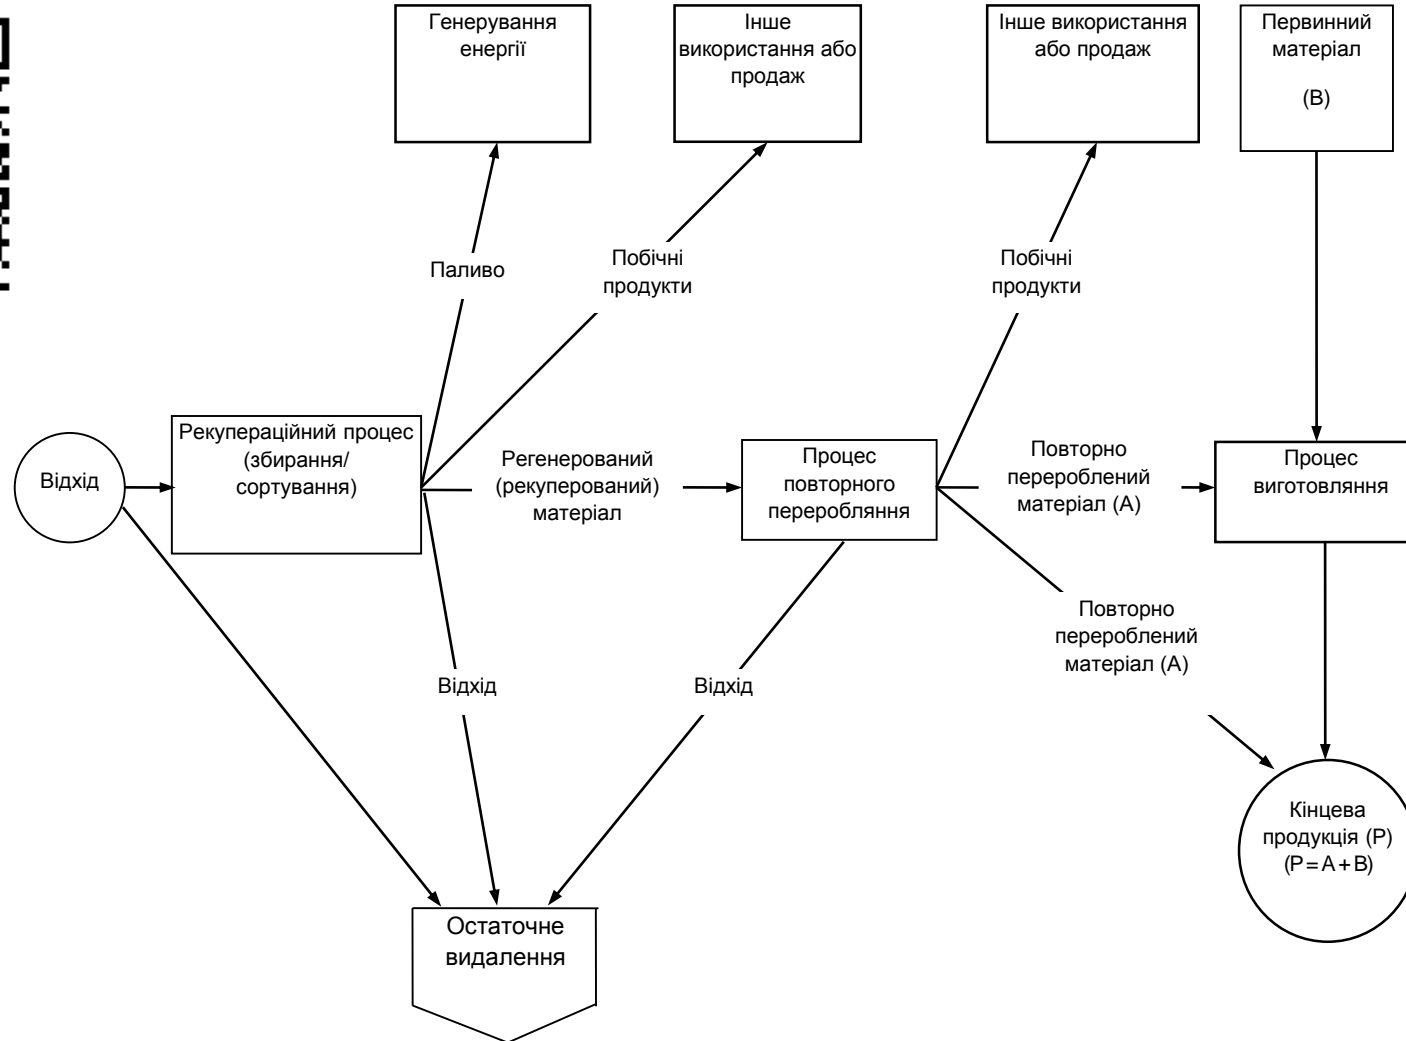 Генерування
енергії
Інше
використання або
продаж
Інше використання
або продаж
Первинний
матеріал
(В)
Паливо
Побічні
продукти
Побічні
продукти
Відхід
Рекупераційний процес
(збирання/
сортування)
Регенерований
(рекуперований)
матеріал
Процес
повторного
переробляння
Повторно
перероблений
матеріал (А)
Процес
виготовляння
Повторно
перероблений
матеріал (А)
Відхід
Відхід
Кінцева
продукція (Р)
(Р=А+В)
Остаточне
видалення